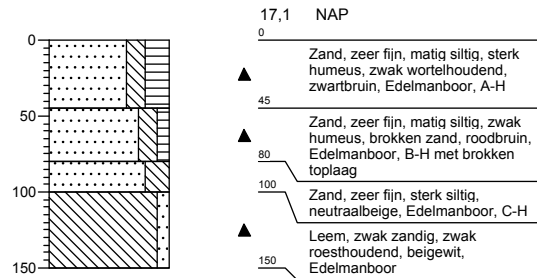 17,1 NAP
0
0
Zand, zeer fijn, matig siltig, sterk
humeus, zwak wortelhoudend,
zwartbruin, Edelmanboor, A-H
45
50
Zand, zeer fijn, matig siltig, zwak
humeus, brokken zand, roodbruin,
Edelmanboor, B-H met brokken
toplaag
80
100
100
Zand, zeer fijn, sterk siltig,
neutraalbeige, Edelmanboor, C-H
Leem, zwak zandig, zwak
roesthoudend, beigewit,
Edelmanboor
150
150